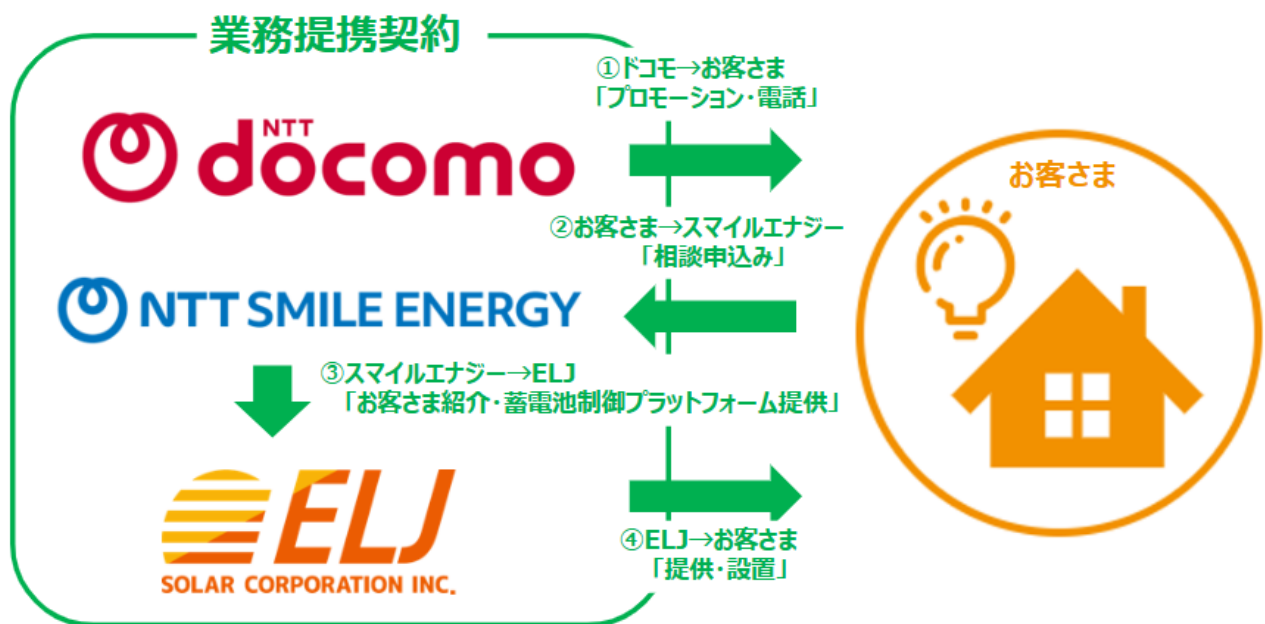 業務提携契約
①ドコモ→お客さま
「プロモーション・電話」
NTT
döcomo
お客さま
②お客さま→スマイルエナジー
「相談申込み」
NTT SMILE ENERGY
③スマイルエナジー→ELJ
「お客さま紹介・蓄電池制御プラットフォーム提供」
ELJ
SOLAR CORPORATION INC.
④ELJ→お客さま
「提供・設置」